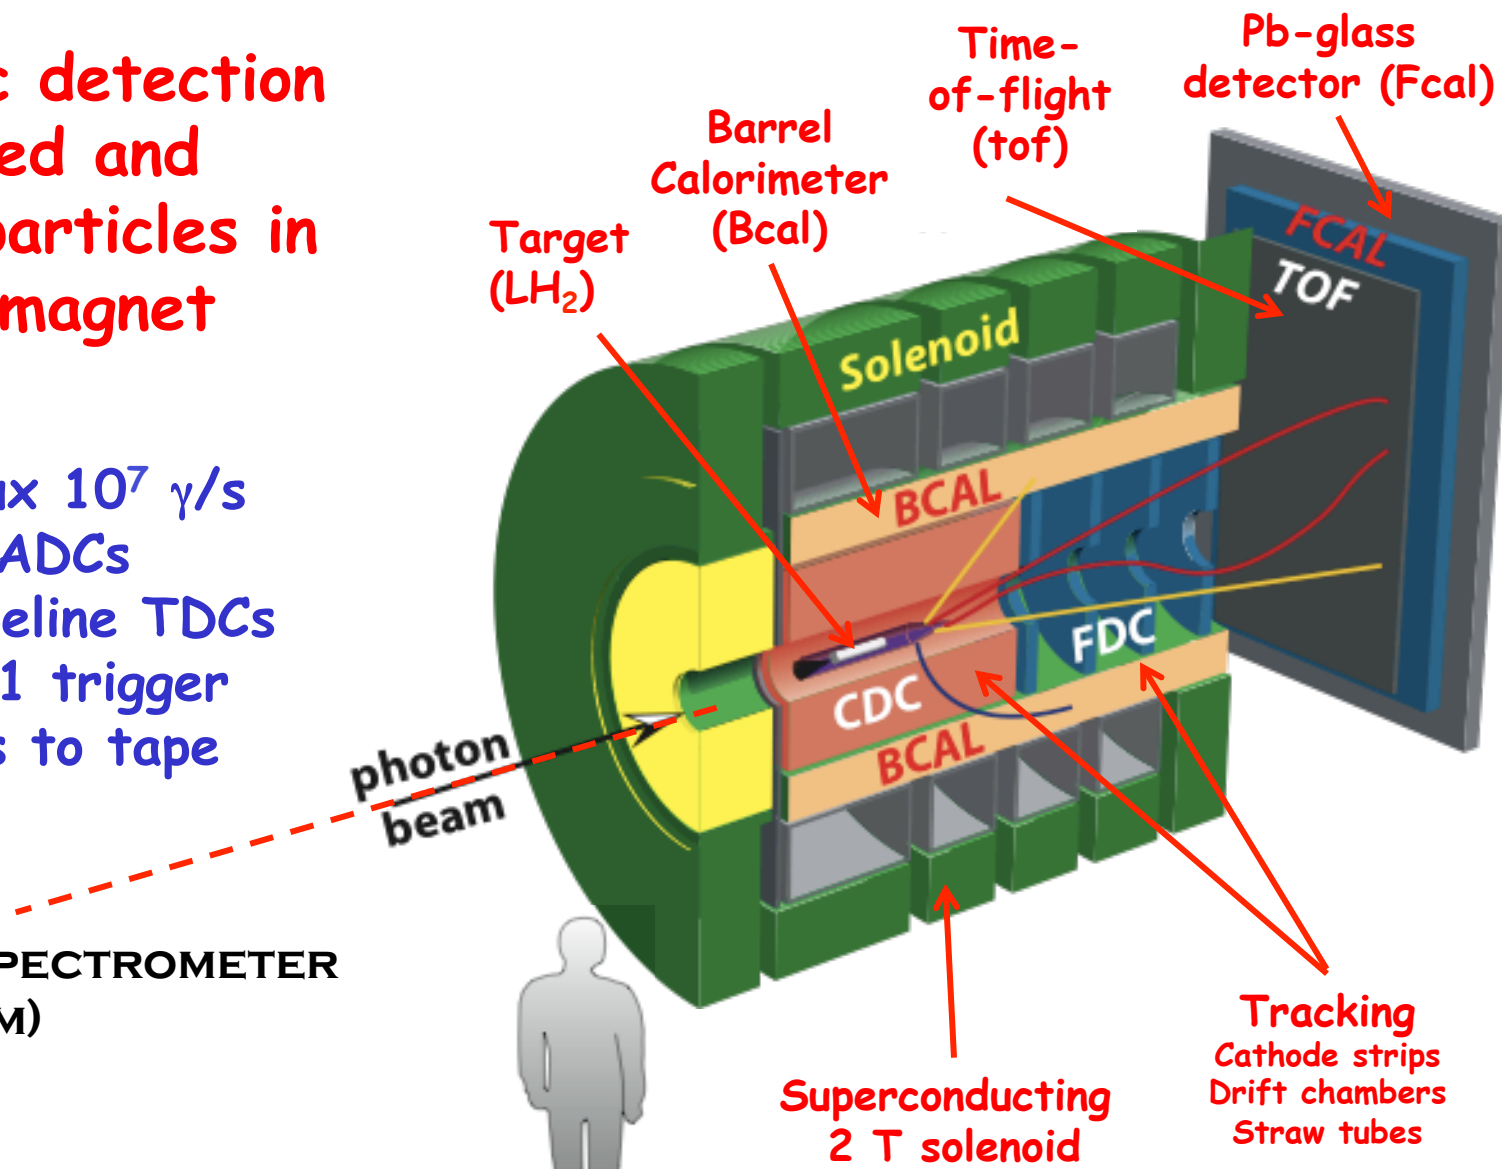 c detection
ed and
particles in
magnet
ux 10⁷ γ/s
ADCs
eline TDCs
1 trigger
s to tape
PECTROMETER
M)
Time-
of-flight
(tof)
Pb-glass
detector (Fcal)
Barrel
Calorimeter
(Bcal)
Target
(LH₂)
FCAL
TOF
Solenoid
BCAL
FDC
CDC
BCAL
photon
beam
Tracking
Cathode strips
Drift chambers
Straw tubes
Superconducting
2 T solenoid